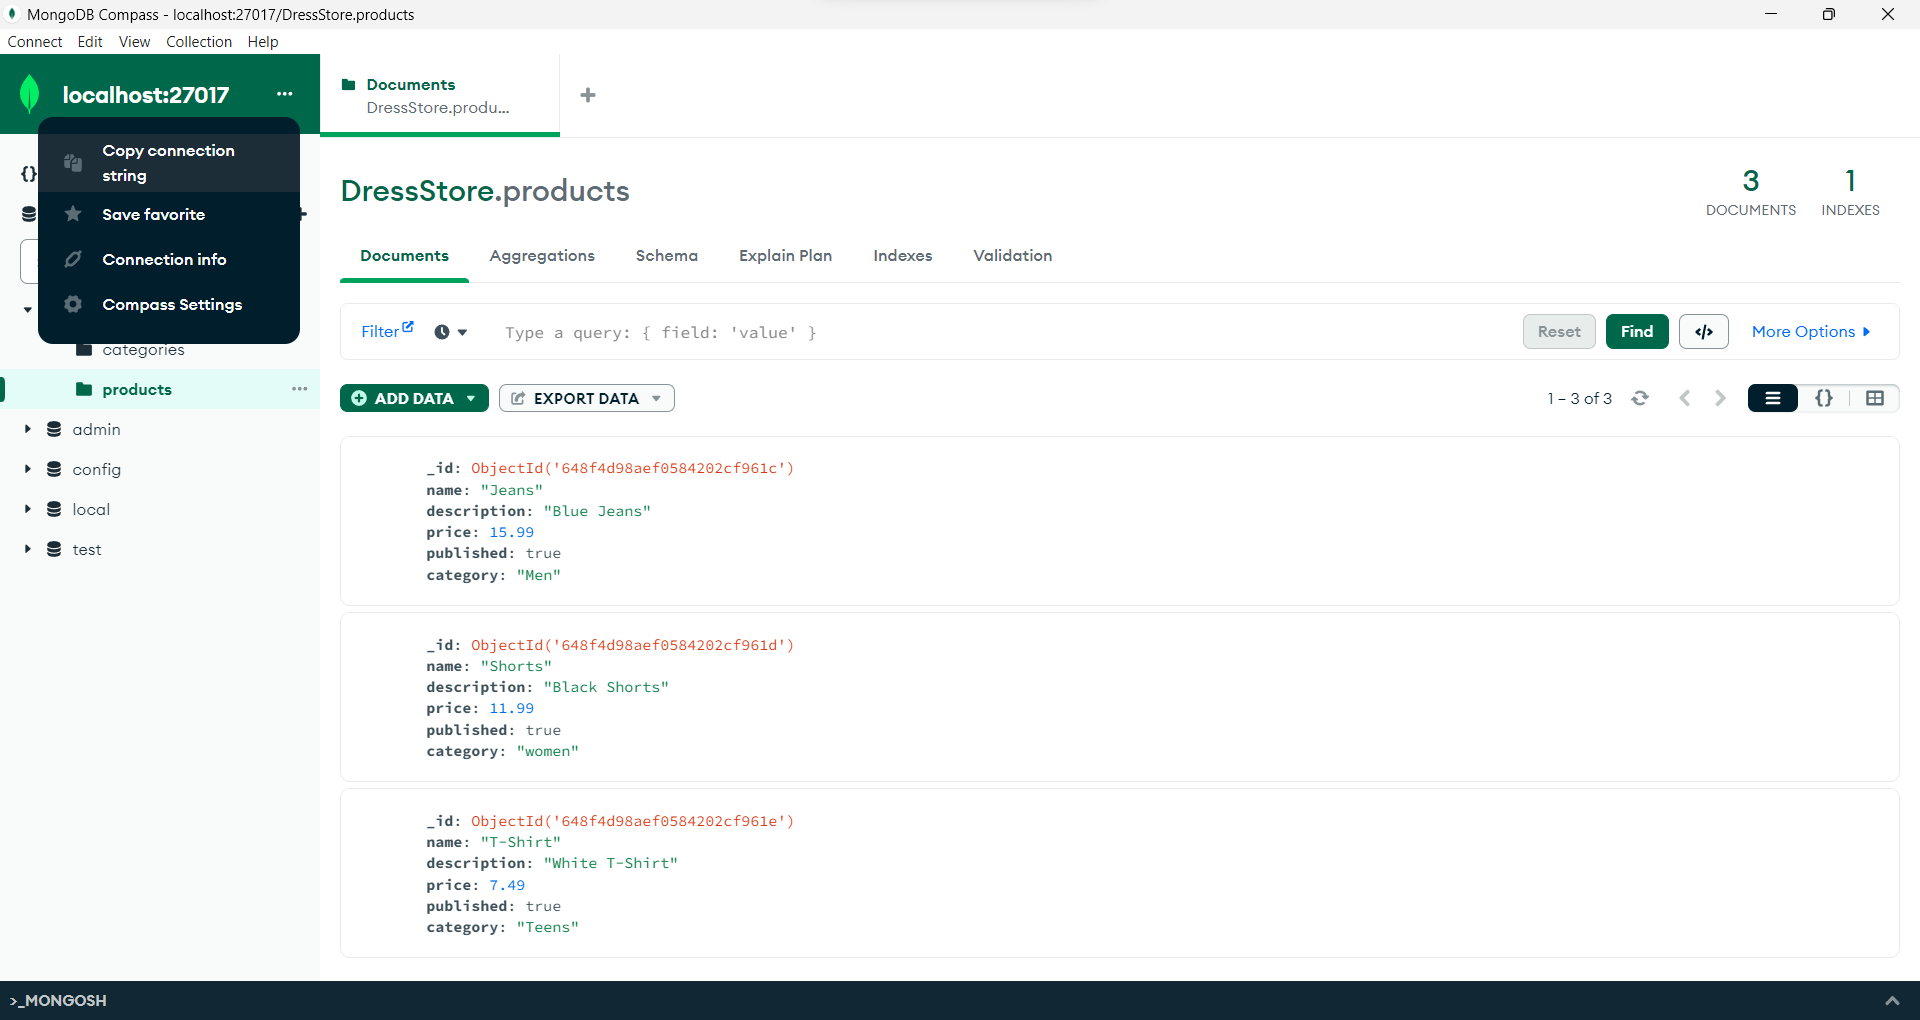 MongoDB Compass - localhost:27017/DressStore.products
Connect Edit View Collection Help
localhost:27017 ...
Copy connection
string
Save favorite
Connection info
Compass Settings
categories
products ...
admin
config
local
test
Documents
DressStore.produ...
+
DressStore.products
3
DOCUMENTS
1
INDEXES
Documents Aggregations Schema Explain Plan Indexes Validation
Filter Type a query: { field: 'value' } Reset Find </> More Options
ADD DATA EXPORT DATA 1 – 3 of 3 {}
_id: ObjectId('648f4d98aef0584202cf961c')
name: "Jeans"
description: "Blue Jeans"
price: 15.99
published: true
category: "Men"
_id: ObjectId('648f4d98aef0584202cf961d')
name: "Shorts"
description: "Black Shorts"
price: 11.99
published: true
category: "women"
_id: ObjectId('648f4d98aef0584202cf961e')
name: "T-Shirt"
description: "White T-Shirt"
price: 7.49
published: true
category: "Teens"
>_MONGOSH